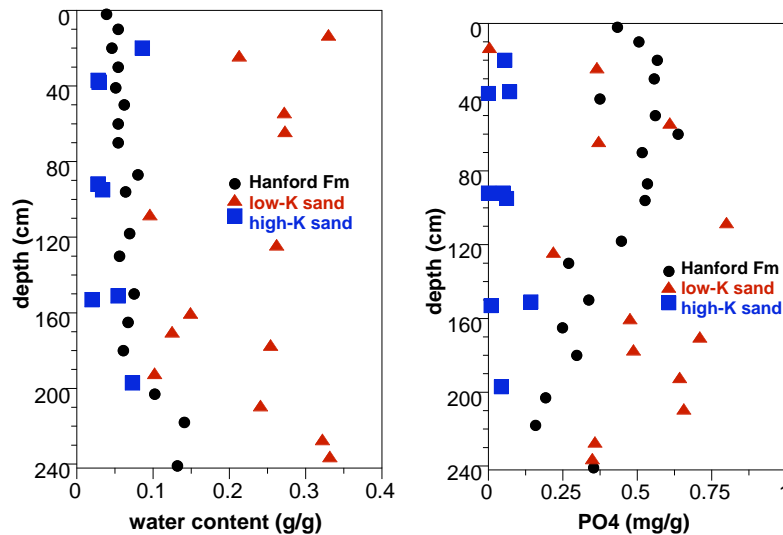 0
40
80
120
160
200
240
depth (cm)
Hanford Fm
low-K sand
high-K sand
0 0.1 0.2 0.3 0.4
water content (g/g)
0
40
80
120
160
200
240
depth (cm)
Hanford Fm
low-K sand
high-K sand
0 0.25 0.5 0.75
PO4 (mg/g)